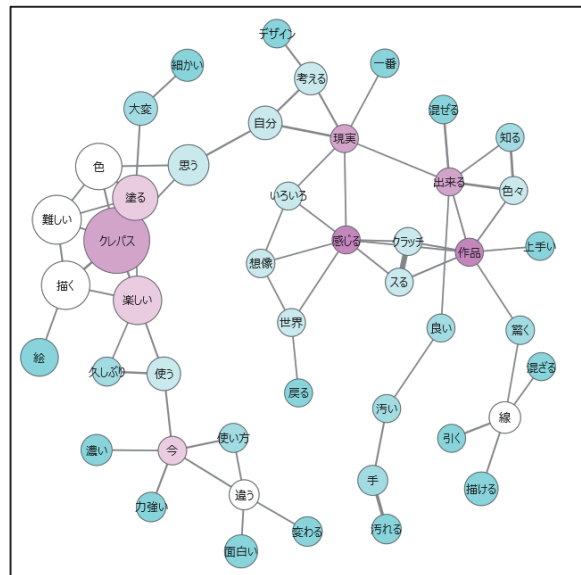 デザイン
細かい
考える
一番
大変
混ぜる
自分
現実
知る
色
思う
出来る
色々
塗る
いろいろ
難しい
クレパス
感じる
クラッチ
作品
上手い
想像
描く
スる
楽しい
世界
良い
驚く
絵
久しぶり
使う
混ざる
戻る
汚い
線
使い方
引く
濃い
今
手
描ける
違う
力強い
汚れる
変わる
面白い